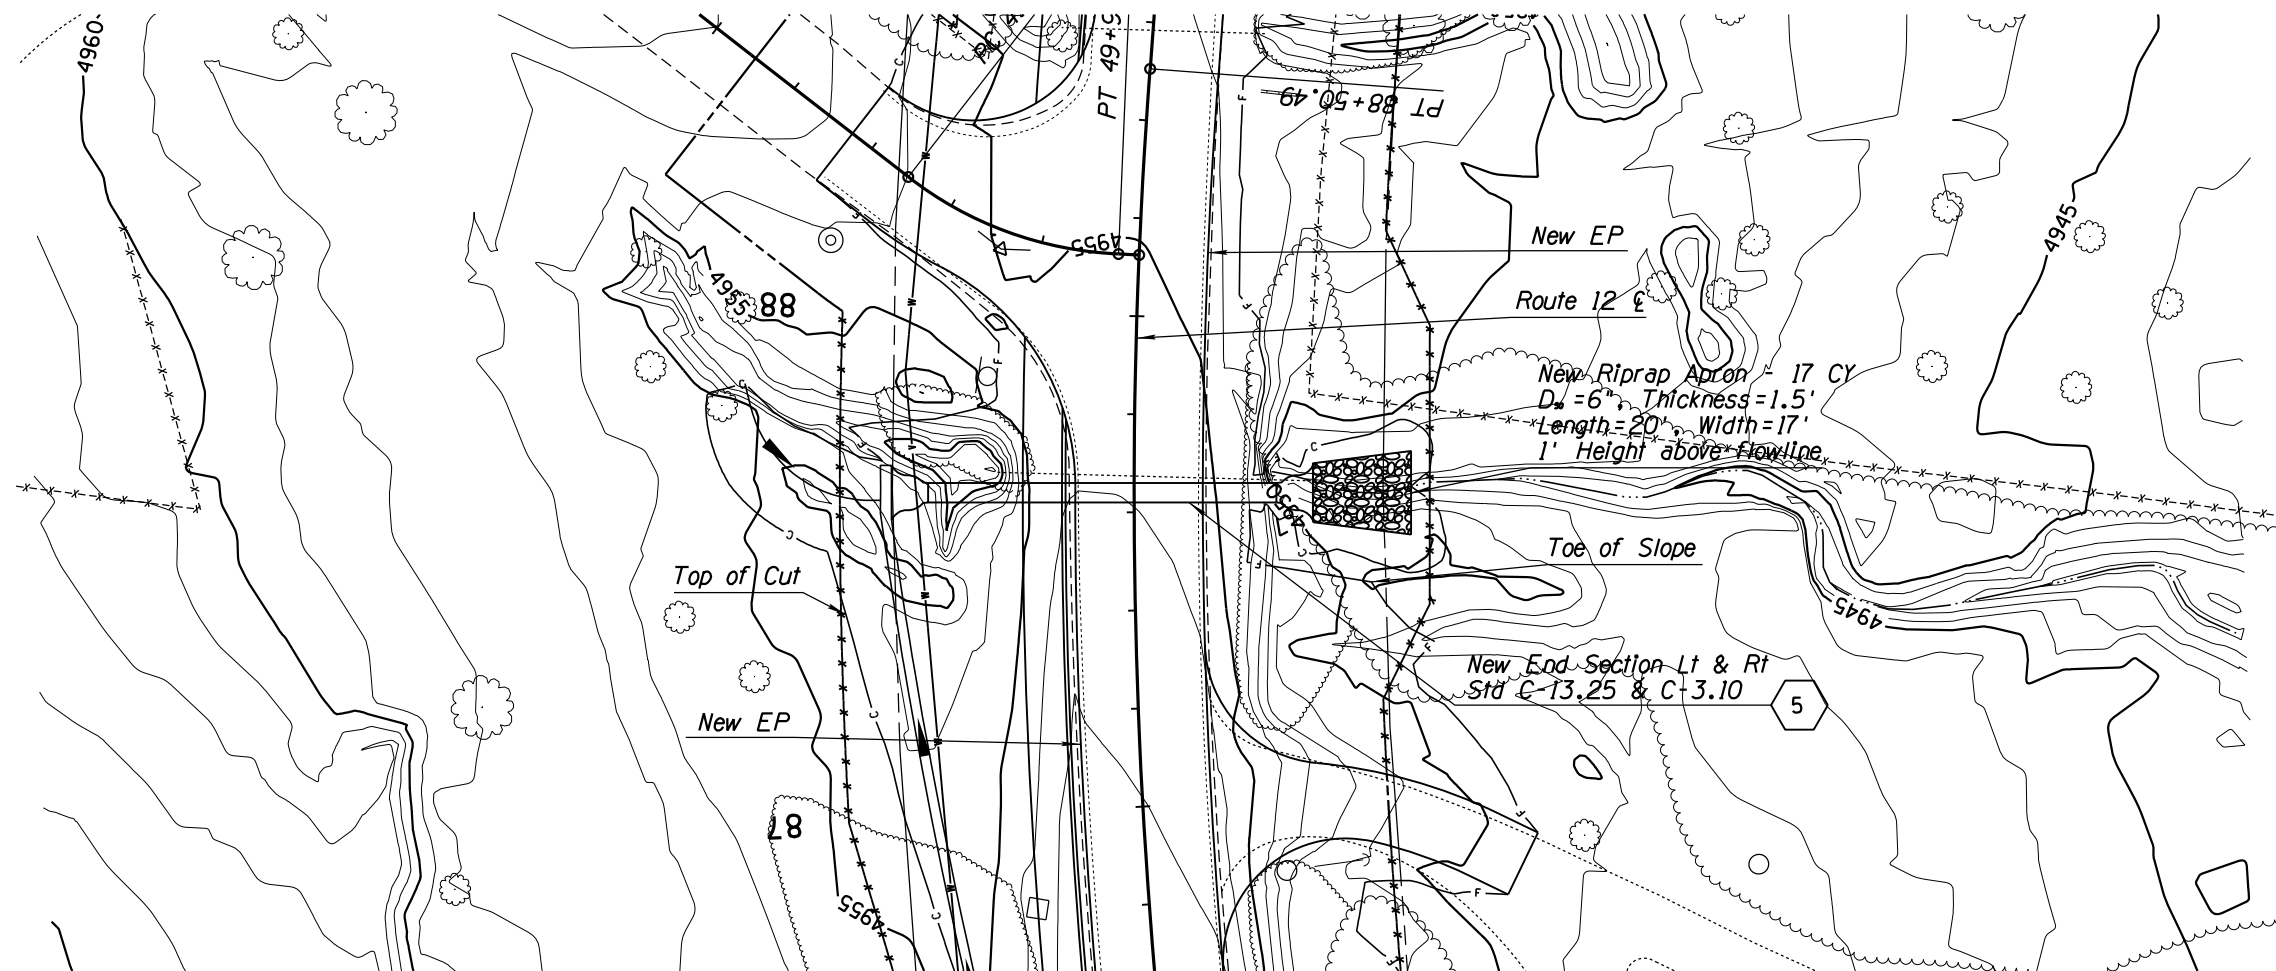 4960
PT 49+9
PT 88+50.49
4955
New EP
4945
4955
88
Route 12 ℄
New Riprap Apron - 17 CY
D₅₀=6", Thickness=1.5'
Length=20', Width=17'
1' Height above flowline
4950
Toe of Slope
Top of Cut
4945
New End Section Lt & Rt
Std C-13.25 & C-3.10
5
New EP
87
4955